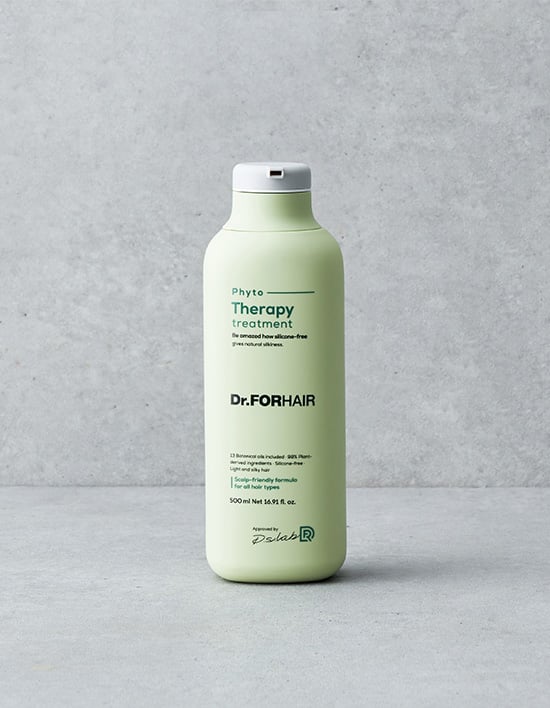 Phyto
Therapy
treatment
Be amazed how silicone-free
gives natural silkiness.
Dr.FORHAIR
13 Botanical oils included · 98% Plant-
derived ingredients · Silicone-free ·
Light and silky hair
Scalp-friendly formula
for all hair types
500 ml Net 16.91 fl. oz.
Approved by